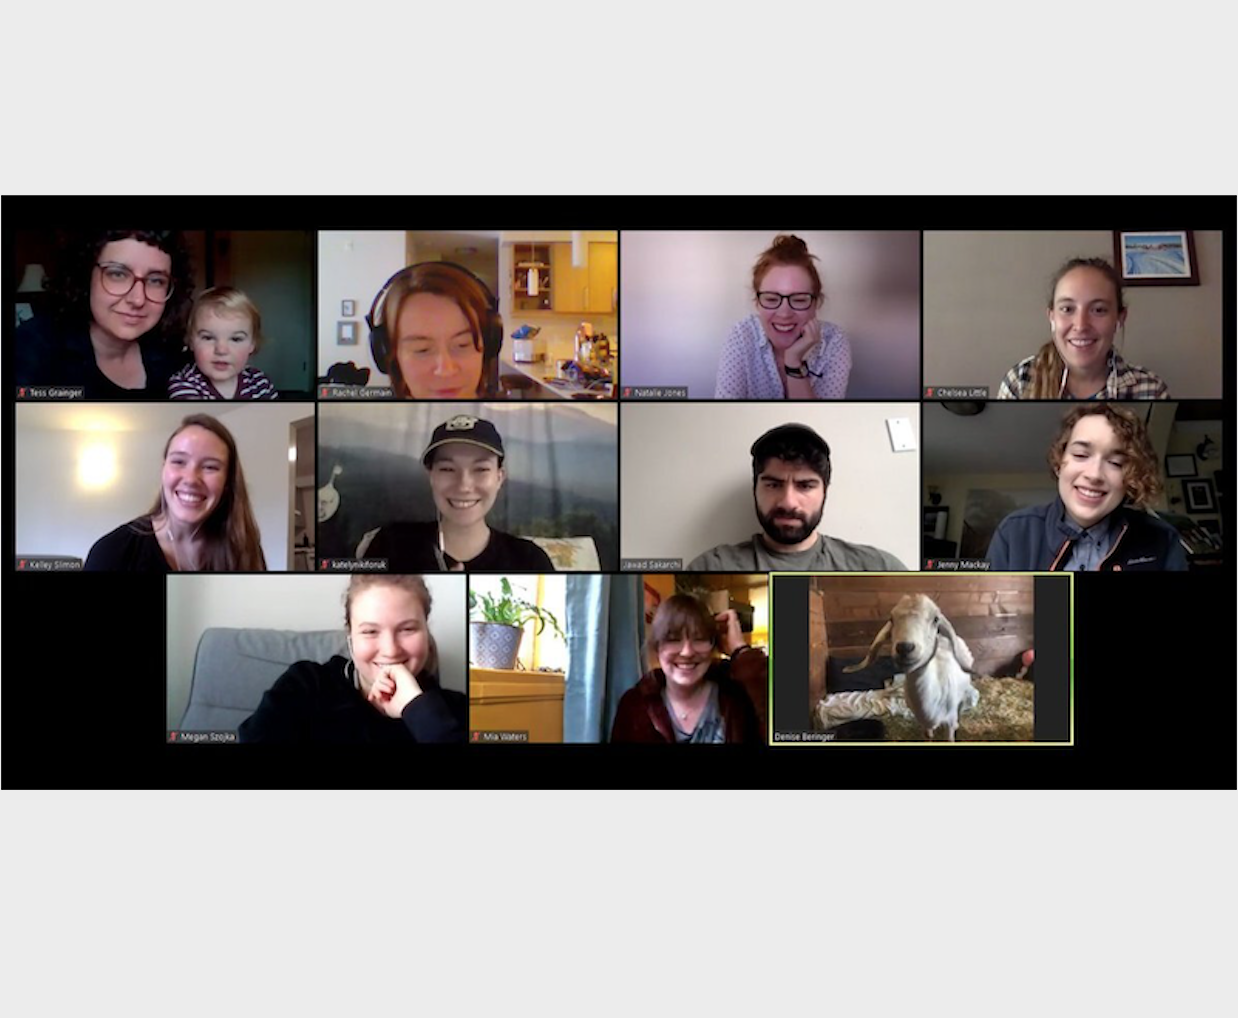 Tess Grainger
Rachel Germain
Natalie Jones
Chelsea Little
Kelley Slmon
katelynikiforuk
Jawad Sakarchi
Jenny Mackay
Megan Szojka
Mia Waters
Denise Beringer